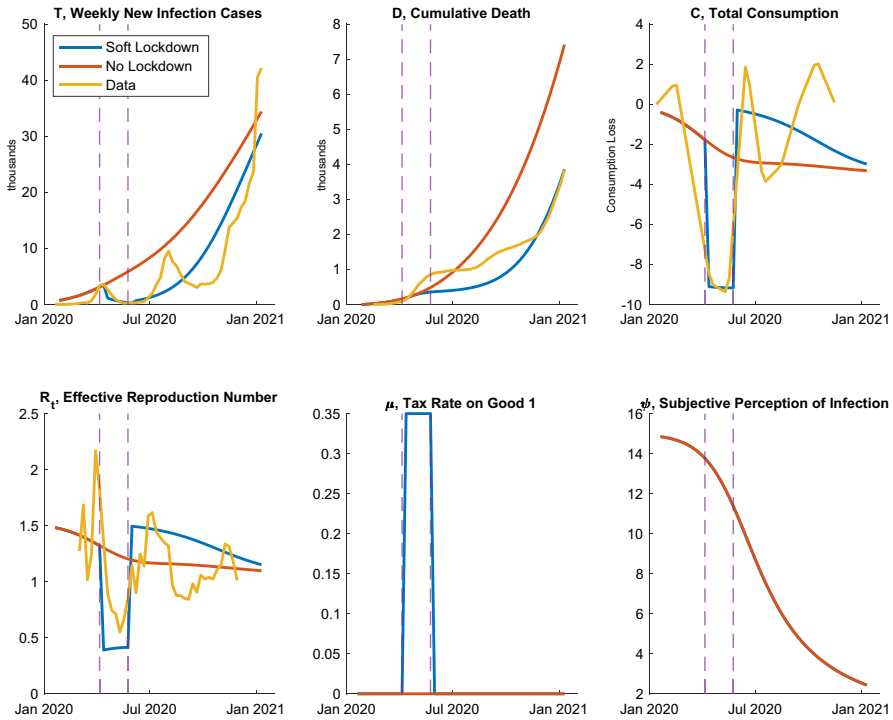 T, Weekly New Infection Cases
50
40
30
20
10
0
thousands
Jan 2020
Jul 2020
Jan 2021
Soft Lockdown
No Lockdown
Data
D, Cumulative Death
8
7
6
5
4
3
2
1
0
thousands
Jan 2020
Jul 2020
Jan 2021
C, Total Consumption
4
2
0
-2
-4
-6
-8
-10
Consumption Loss
Jan 2020
Jul 2020
Jan 2021
R_t, Effective Reproduction Number
2.5
2
1.5
1
0.5
0
Jan 2020
Jul 2020
Jan 2021
μ, Tax Rate on Good 1
0.35
0.3
0.25
0.2
0.15
0.1
0.05
0
Jan 2020
Jul 2020
Jan 2021
ψ, Subjective Perception of Infection
16
14
12
10
8
6
4
2
Jan 2020
Jul 2020
Jan 2021